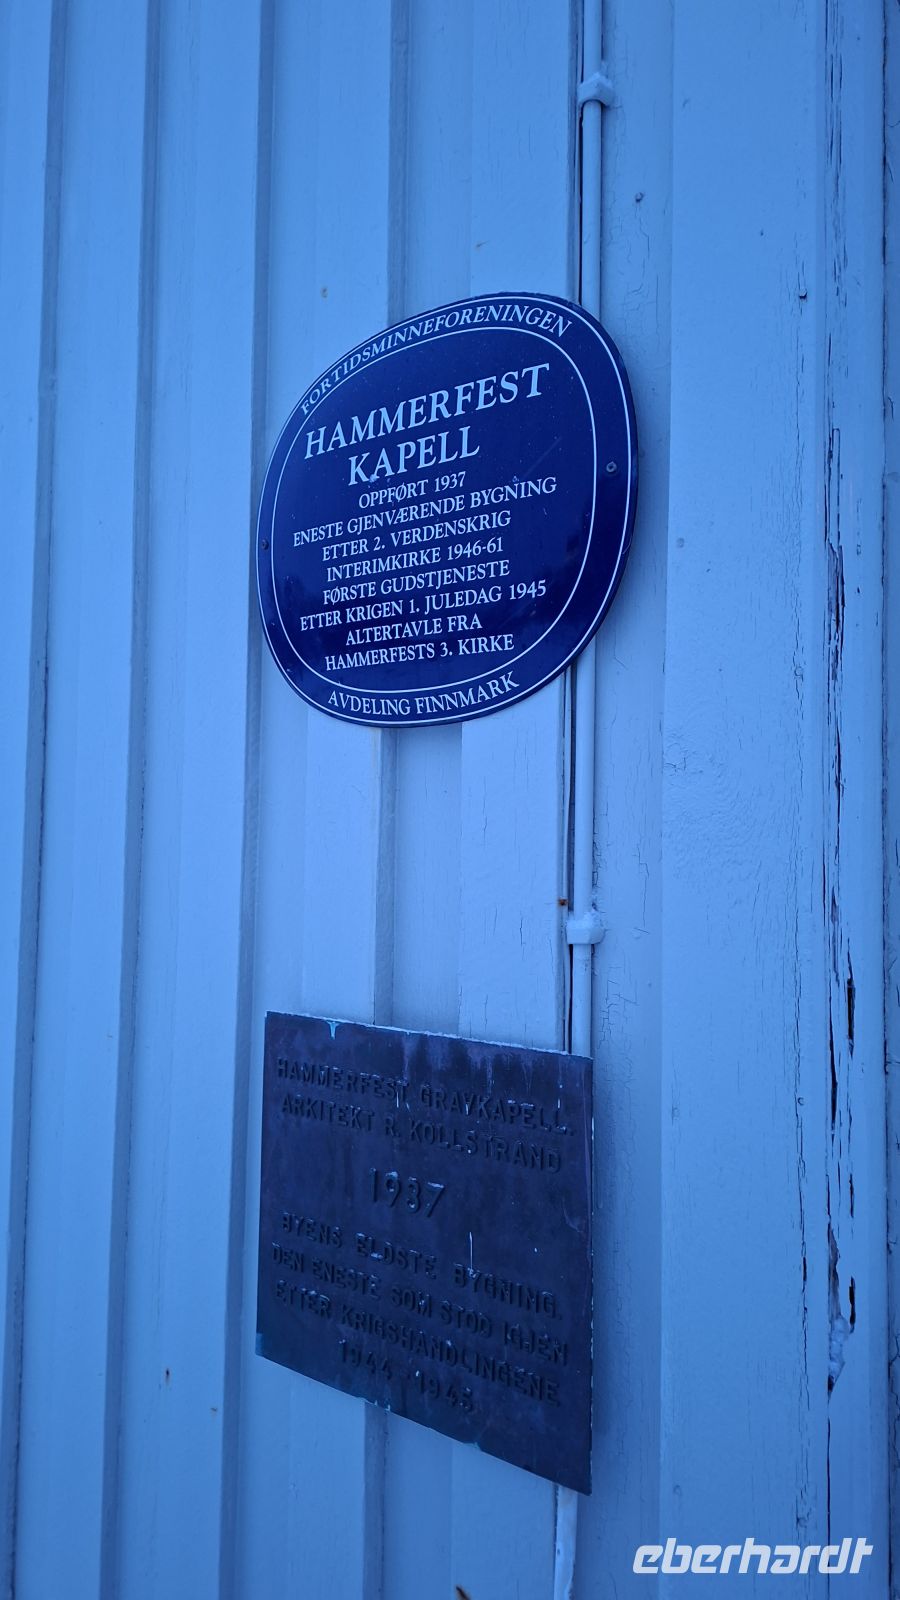 FORTIDSMINNEFORENINGEN
HAMMERFEST
KAPELL
OPPFØRT 1937
ENESTE GJENVÆRENDE BYGNING
ETTER 2. VERDENSKRIG
INTERIMKIRKE 1946-61
FØRSTE GUDSTJENESTE
ETTER KRIGEN 1. JULEDAG 1945
ALTERTAVLE FRA
HAMMERFESTS 3. KIRKE
AVDELING FINNMARK
HAMMERFEST GRAVKAPELL.
ARKITEKT R. KOLLSTRAND
1937
BYENS ELDSTE BYGNING.
DEN ENESTE SOM STOD IGJEN
ETTER KRIGSHANDLINGENE
1944-1945
eberhardt